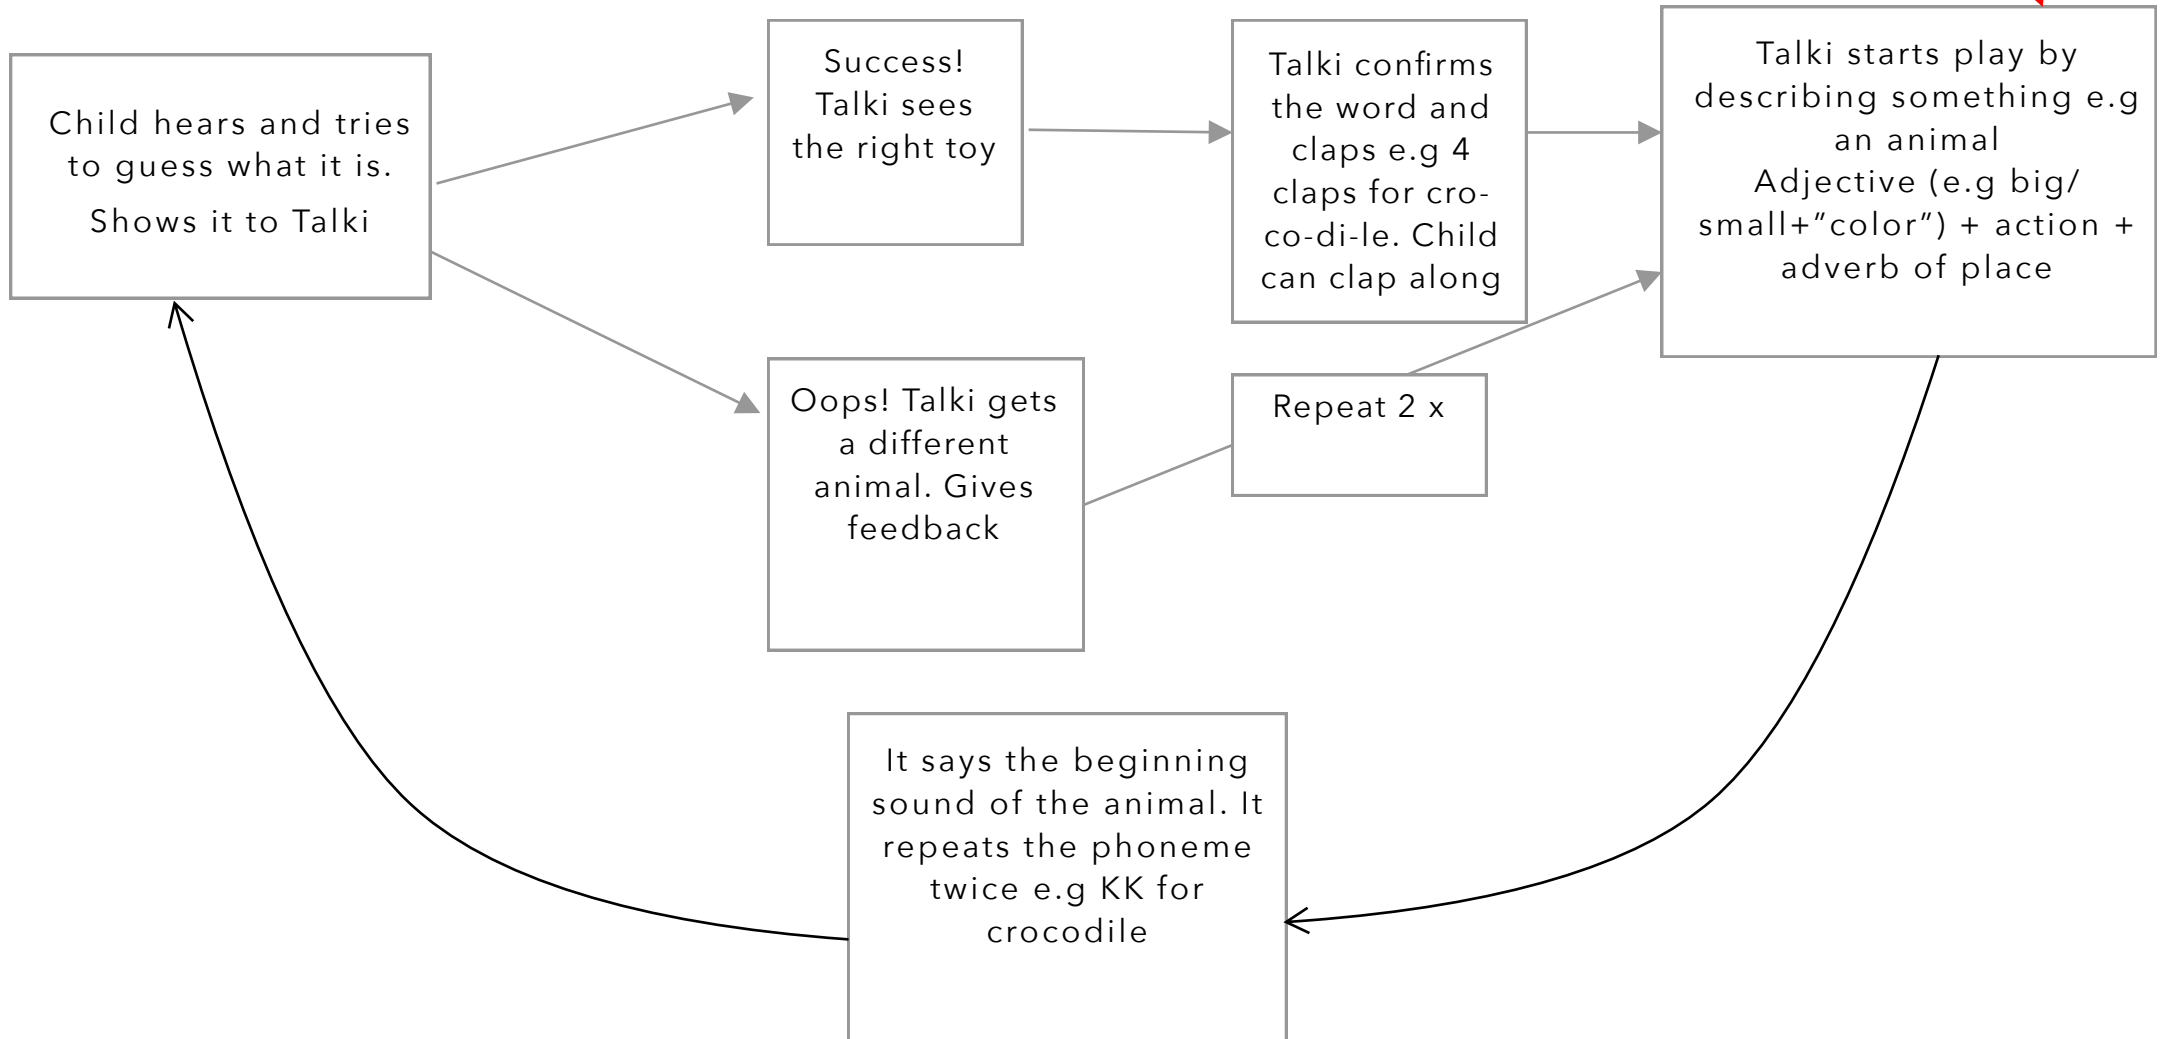 Child hears and tries
to guess what it is.
Shows it to Talki
Success!
Talki sees
the right toy
Talki confirms
the word and
claps e.g 4
claps for cro-
co-di-le. Child
can clap along
Talki starts play by
describing something e.g
an animal
Adjective (e.g big/
small+"color") + action +
adverb of place
Oops! Talki gets
a different
animal. Gives
feedback
Repeat 2 x
It says the beginning
sound of the animal. It
repeats the phoneme
twice e.g KK for
crocodile